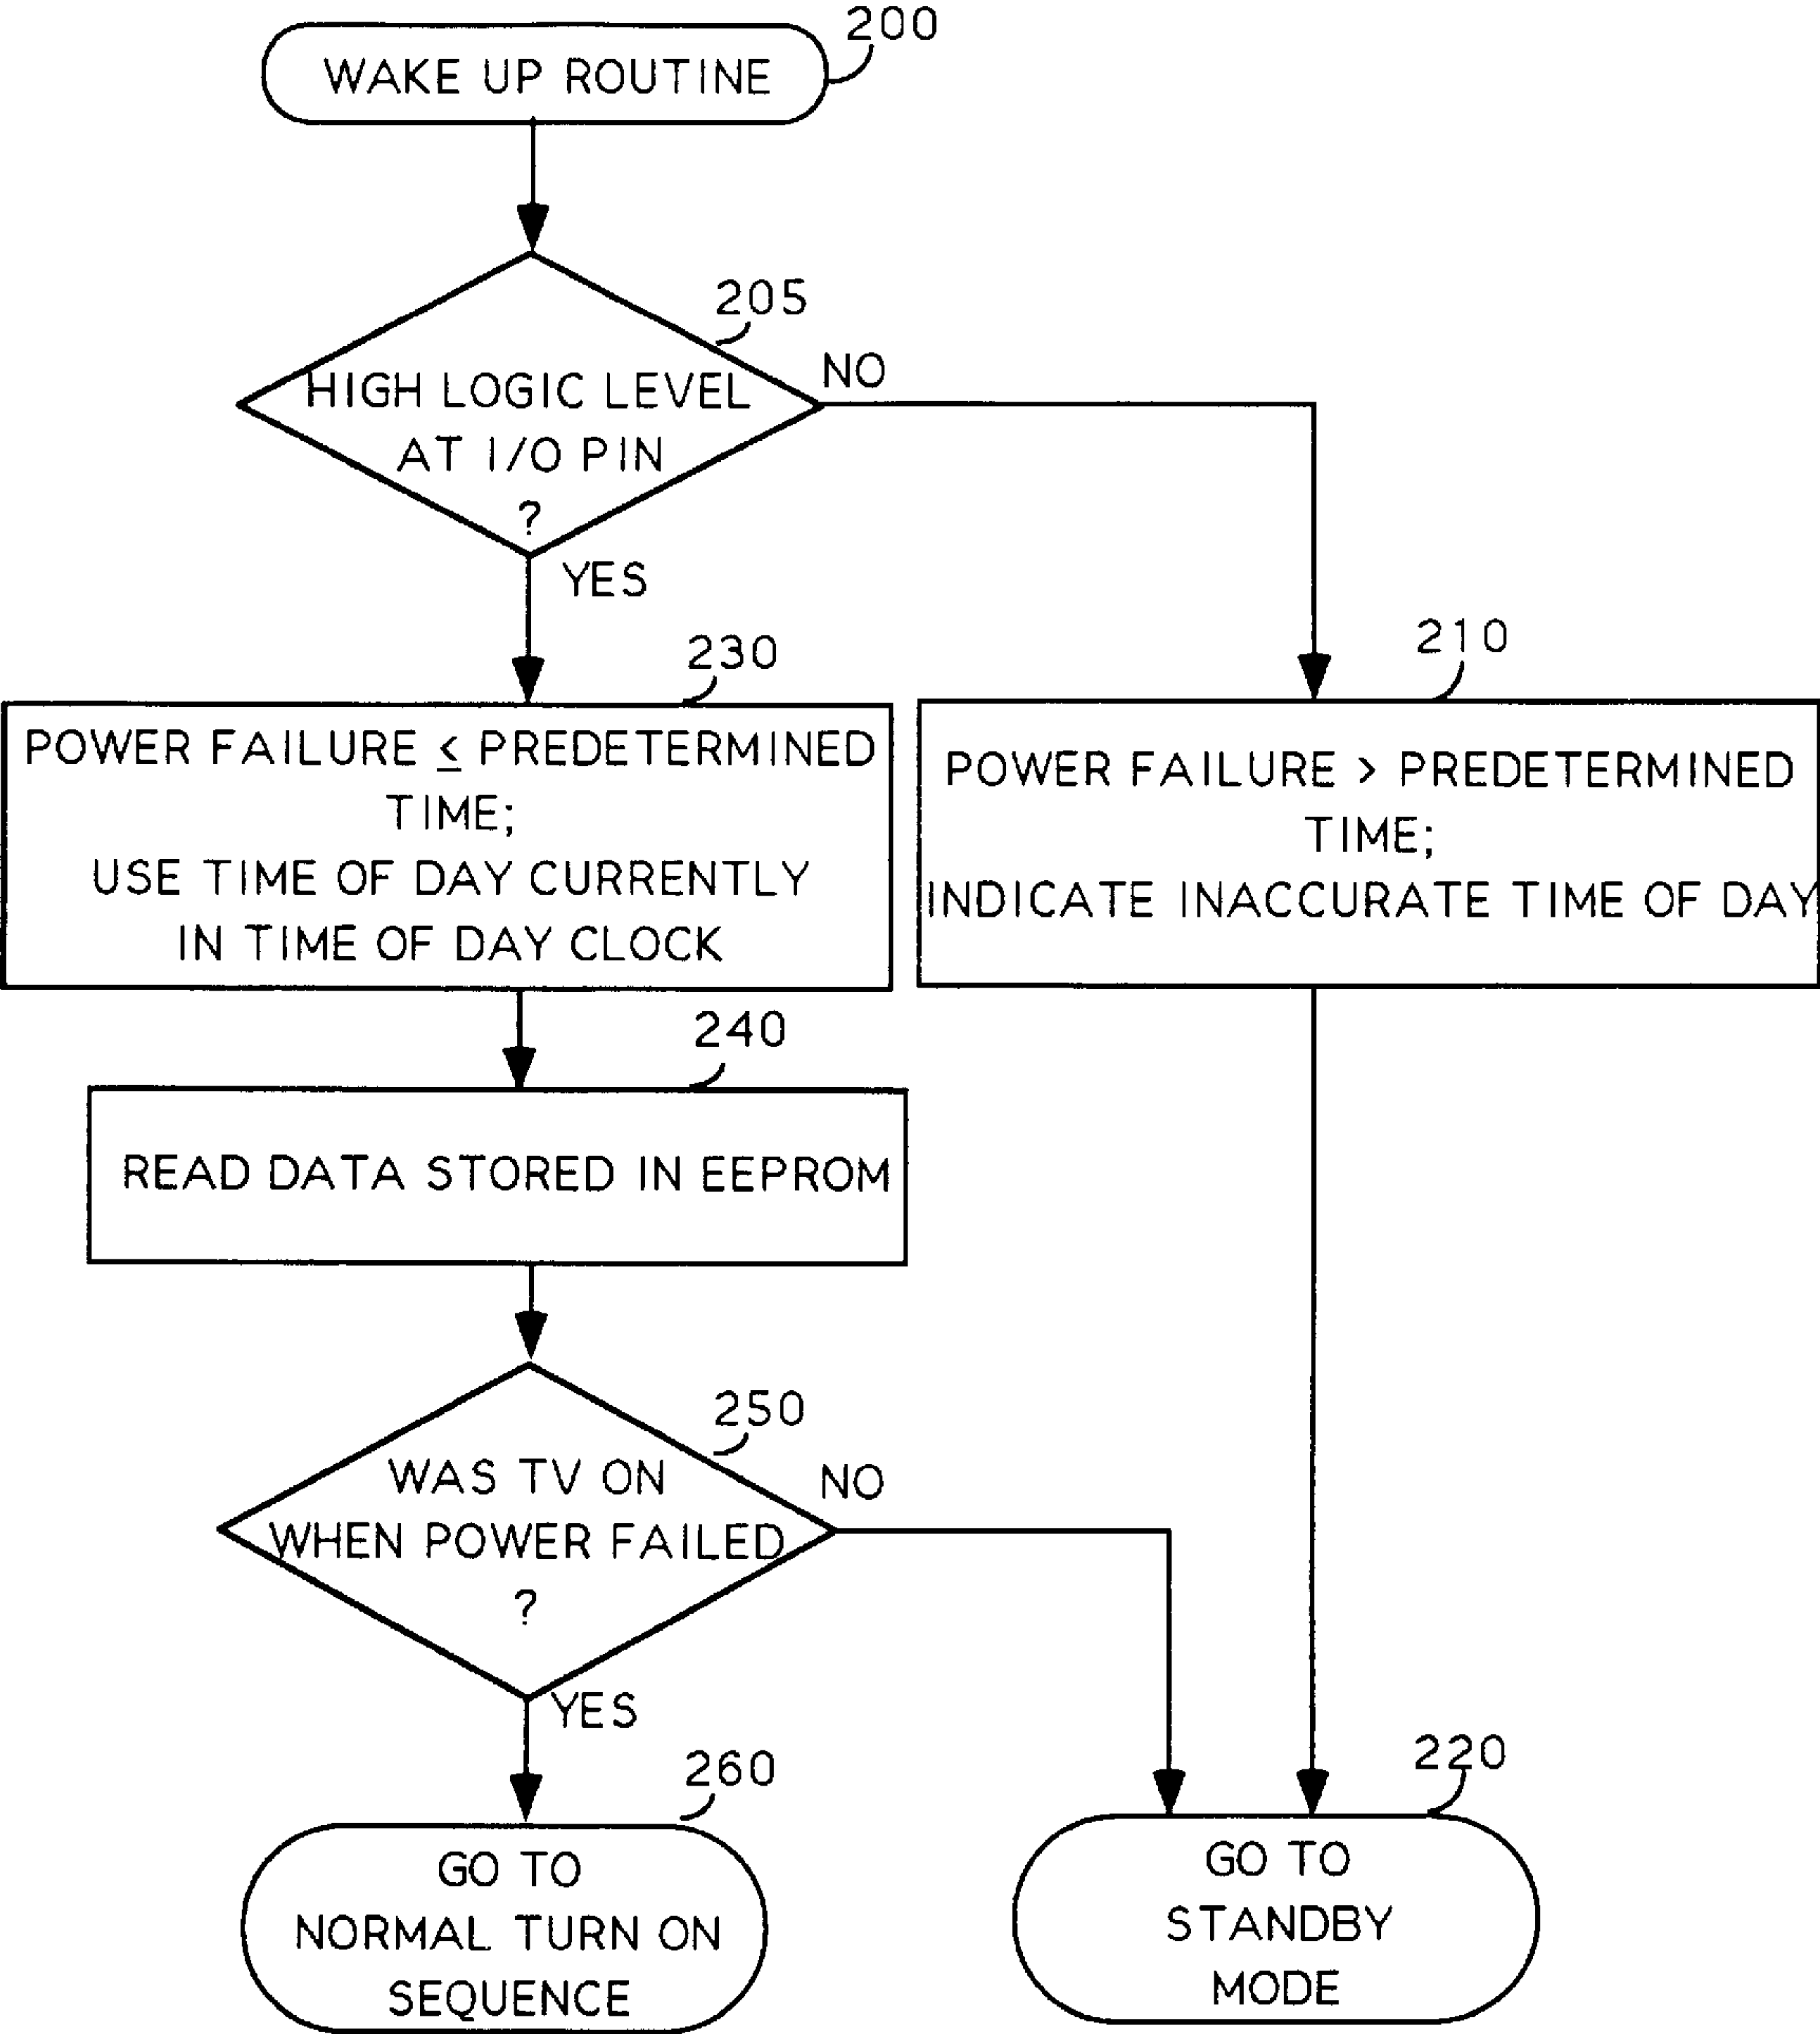 200
WAKE UP ROUTINE
205
HIGH LOGIC LEVEL
AT I/O PIN
?
NO
YES
230
POWER FAILURE ≤ PREDETERMINED
TIME;
USE TIME OF DAY CURRENTLY
IN TIME OF DAY CLOCK
210
POWER FAILURE > PREDETERMINED
TIME;
INDICATE INACCURATE TIME OF DAY
240
READ DATA STORED IN EEPROM
250
WAS TV ON
WHEN POWER FAILED
?
NO
YES
260
GO TO
NORMAL TURN ON
SEQUENCE
220
GO TO
STANDBY
MODE